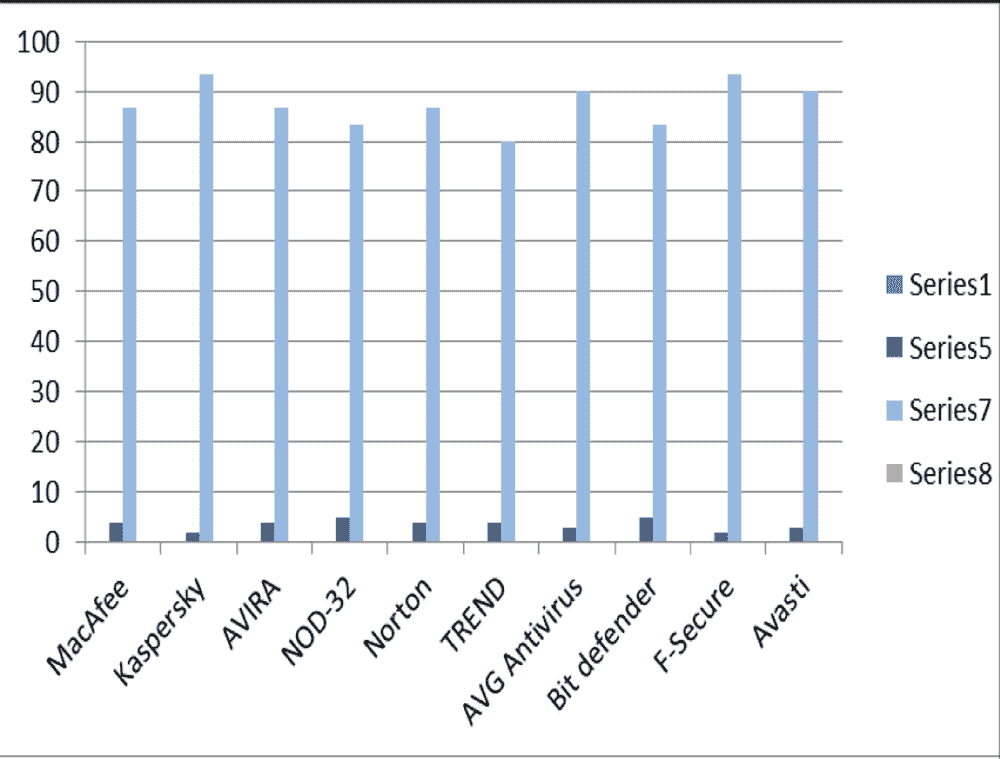 100
90
80
70
60
50
40
30
20
10
0
MacAfee
Kaspersky
AVIRA
NOD-32
Norton
TREND
AVG Antivirus
Bit defender
F-Secure
Avasti
Series1
Series5
Series7
Series8